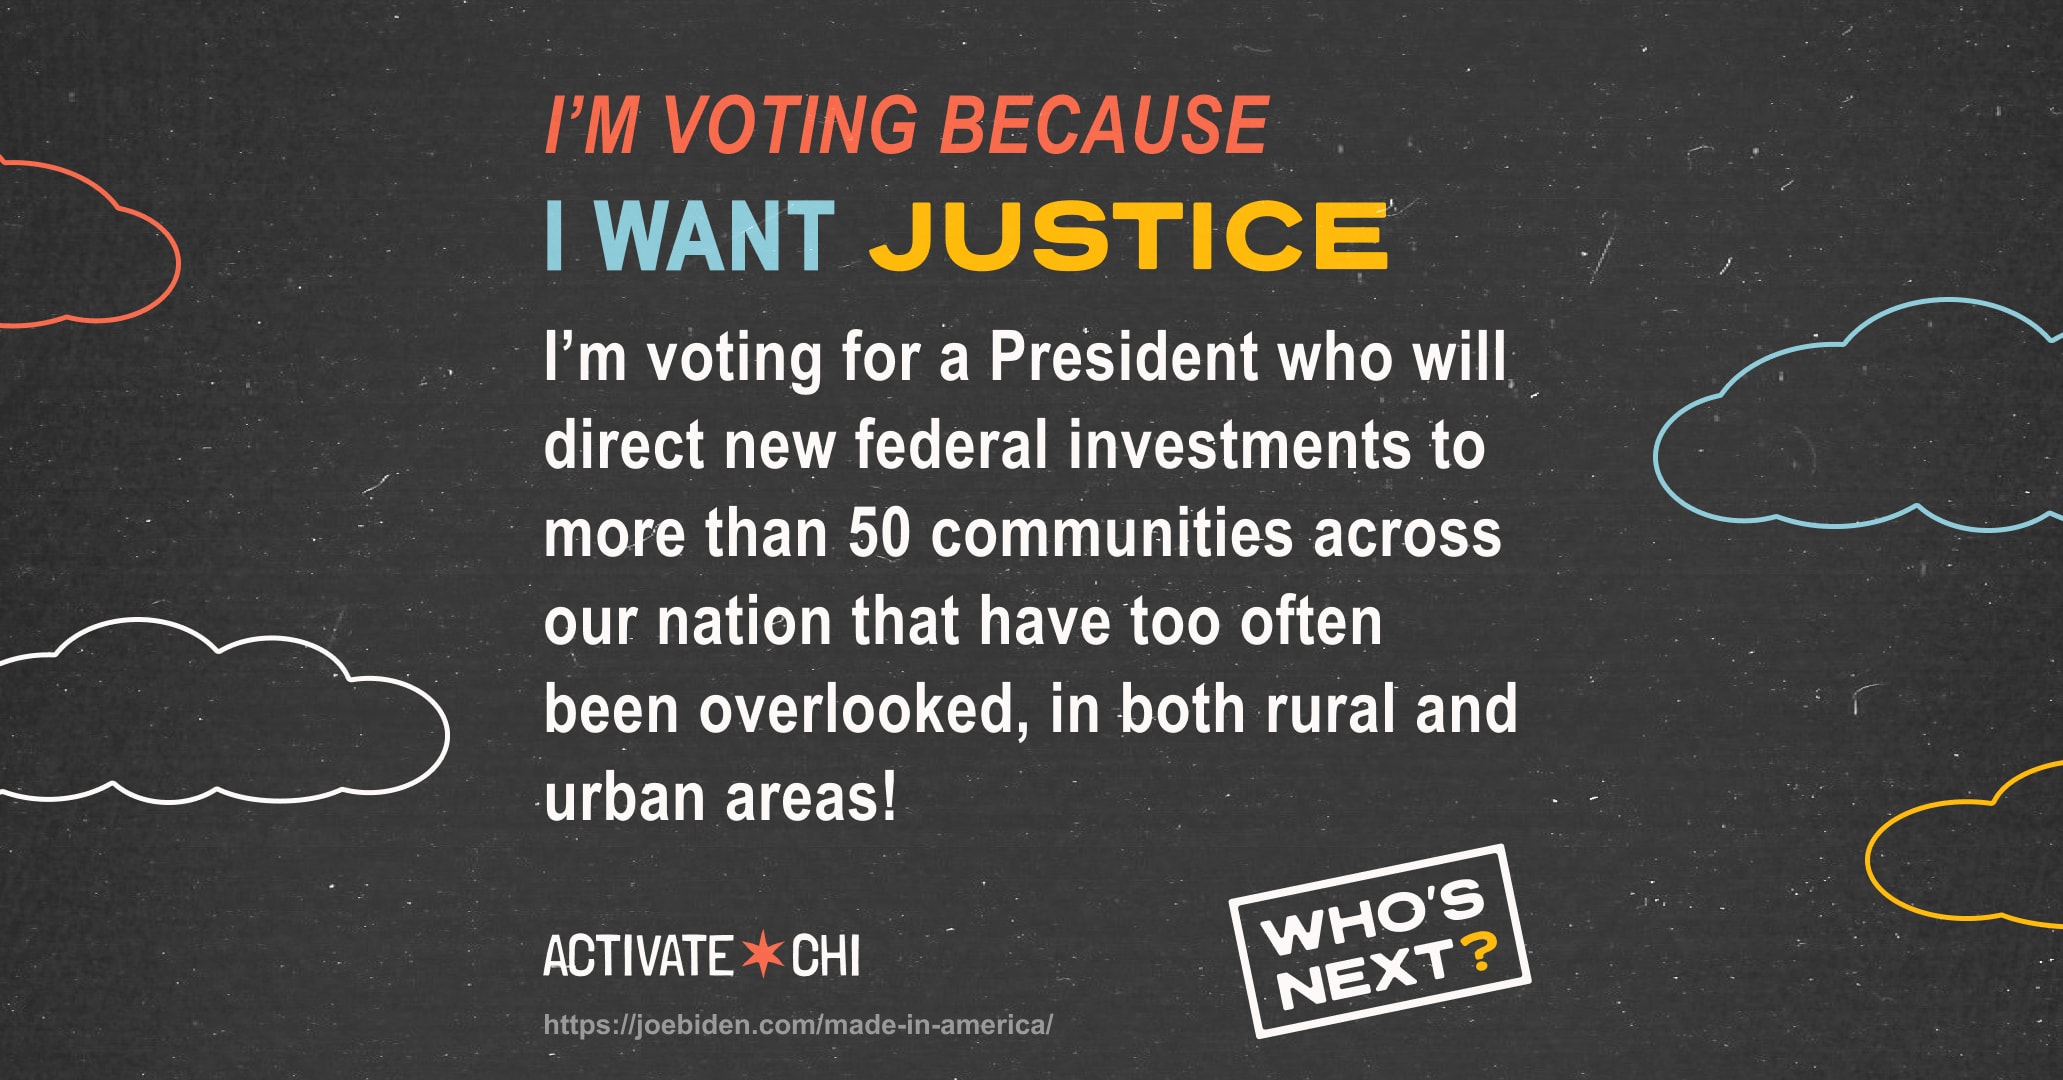 I’M VOTING BECAUSE
I WANT JUSTICE
I’m voting for a President who will
direct new federal investments to
more than 50 communities across
our nation that have too often
been overlooked, in both rural and
urban areas!
ACTIVATE CHI
https://joebiden.com/made-in-america/
WHO’S
NEXT?